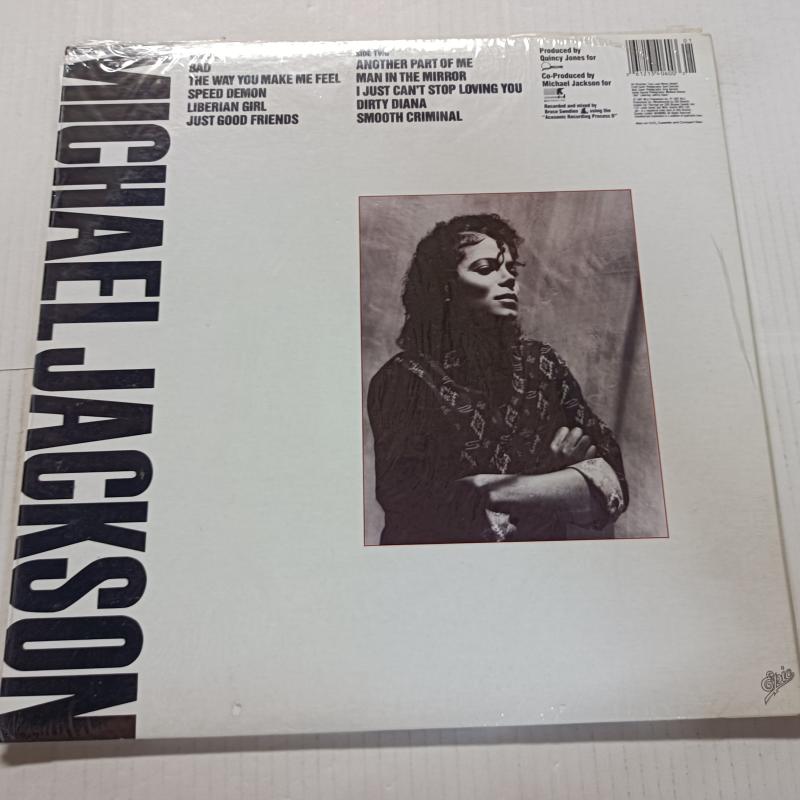 MICHAEL JACKSON
BAD
THE WAY YOU MAKE ME FEEL
SPEED DEMON
LIBERIAN GIRL
JUST GOOD FRIENDS
SIDE TWO
ANOTHER PART OF ME
MAN IN THE MIRROR
I JUST CAN'T STOP LOVING YOU
DIRTY DIANA
SMOOTH CRIMINAL
Produced by
Quincy Jones for
Co-Produced by
Michael Jackson for
Recorded and mixed by
Bruce Swedien using the
"Acusonic Recording Process"
Epic